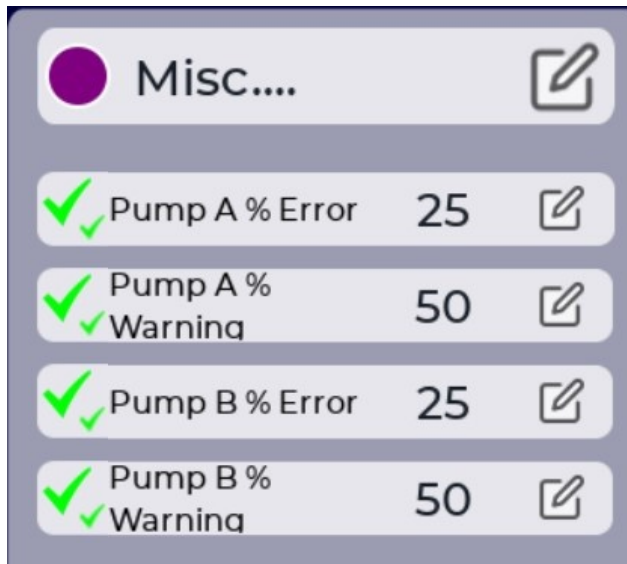 Misc....
Pump A % Error 25
Pump A %
Warning 50
Pump B % Error 25
Pump B %
Warning 50